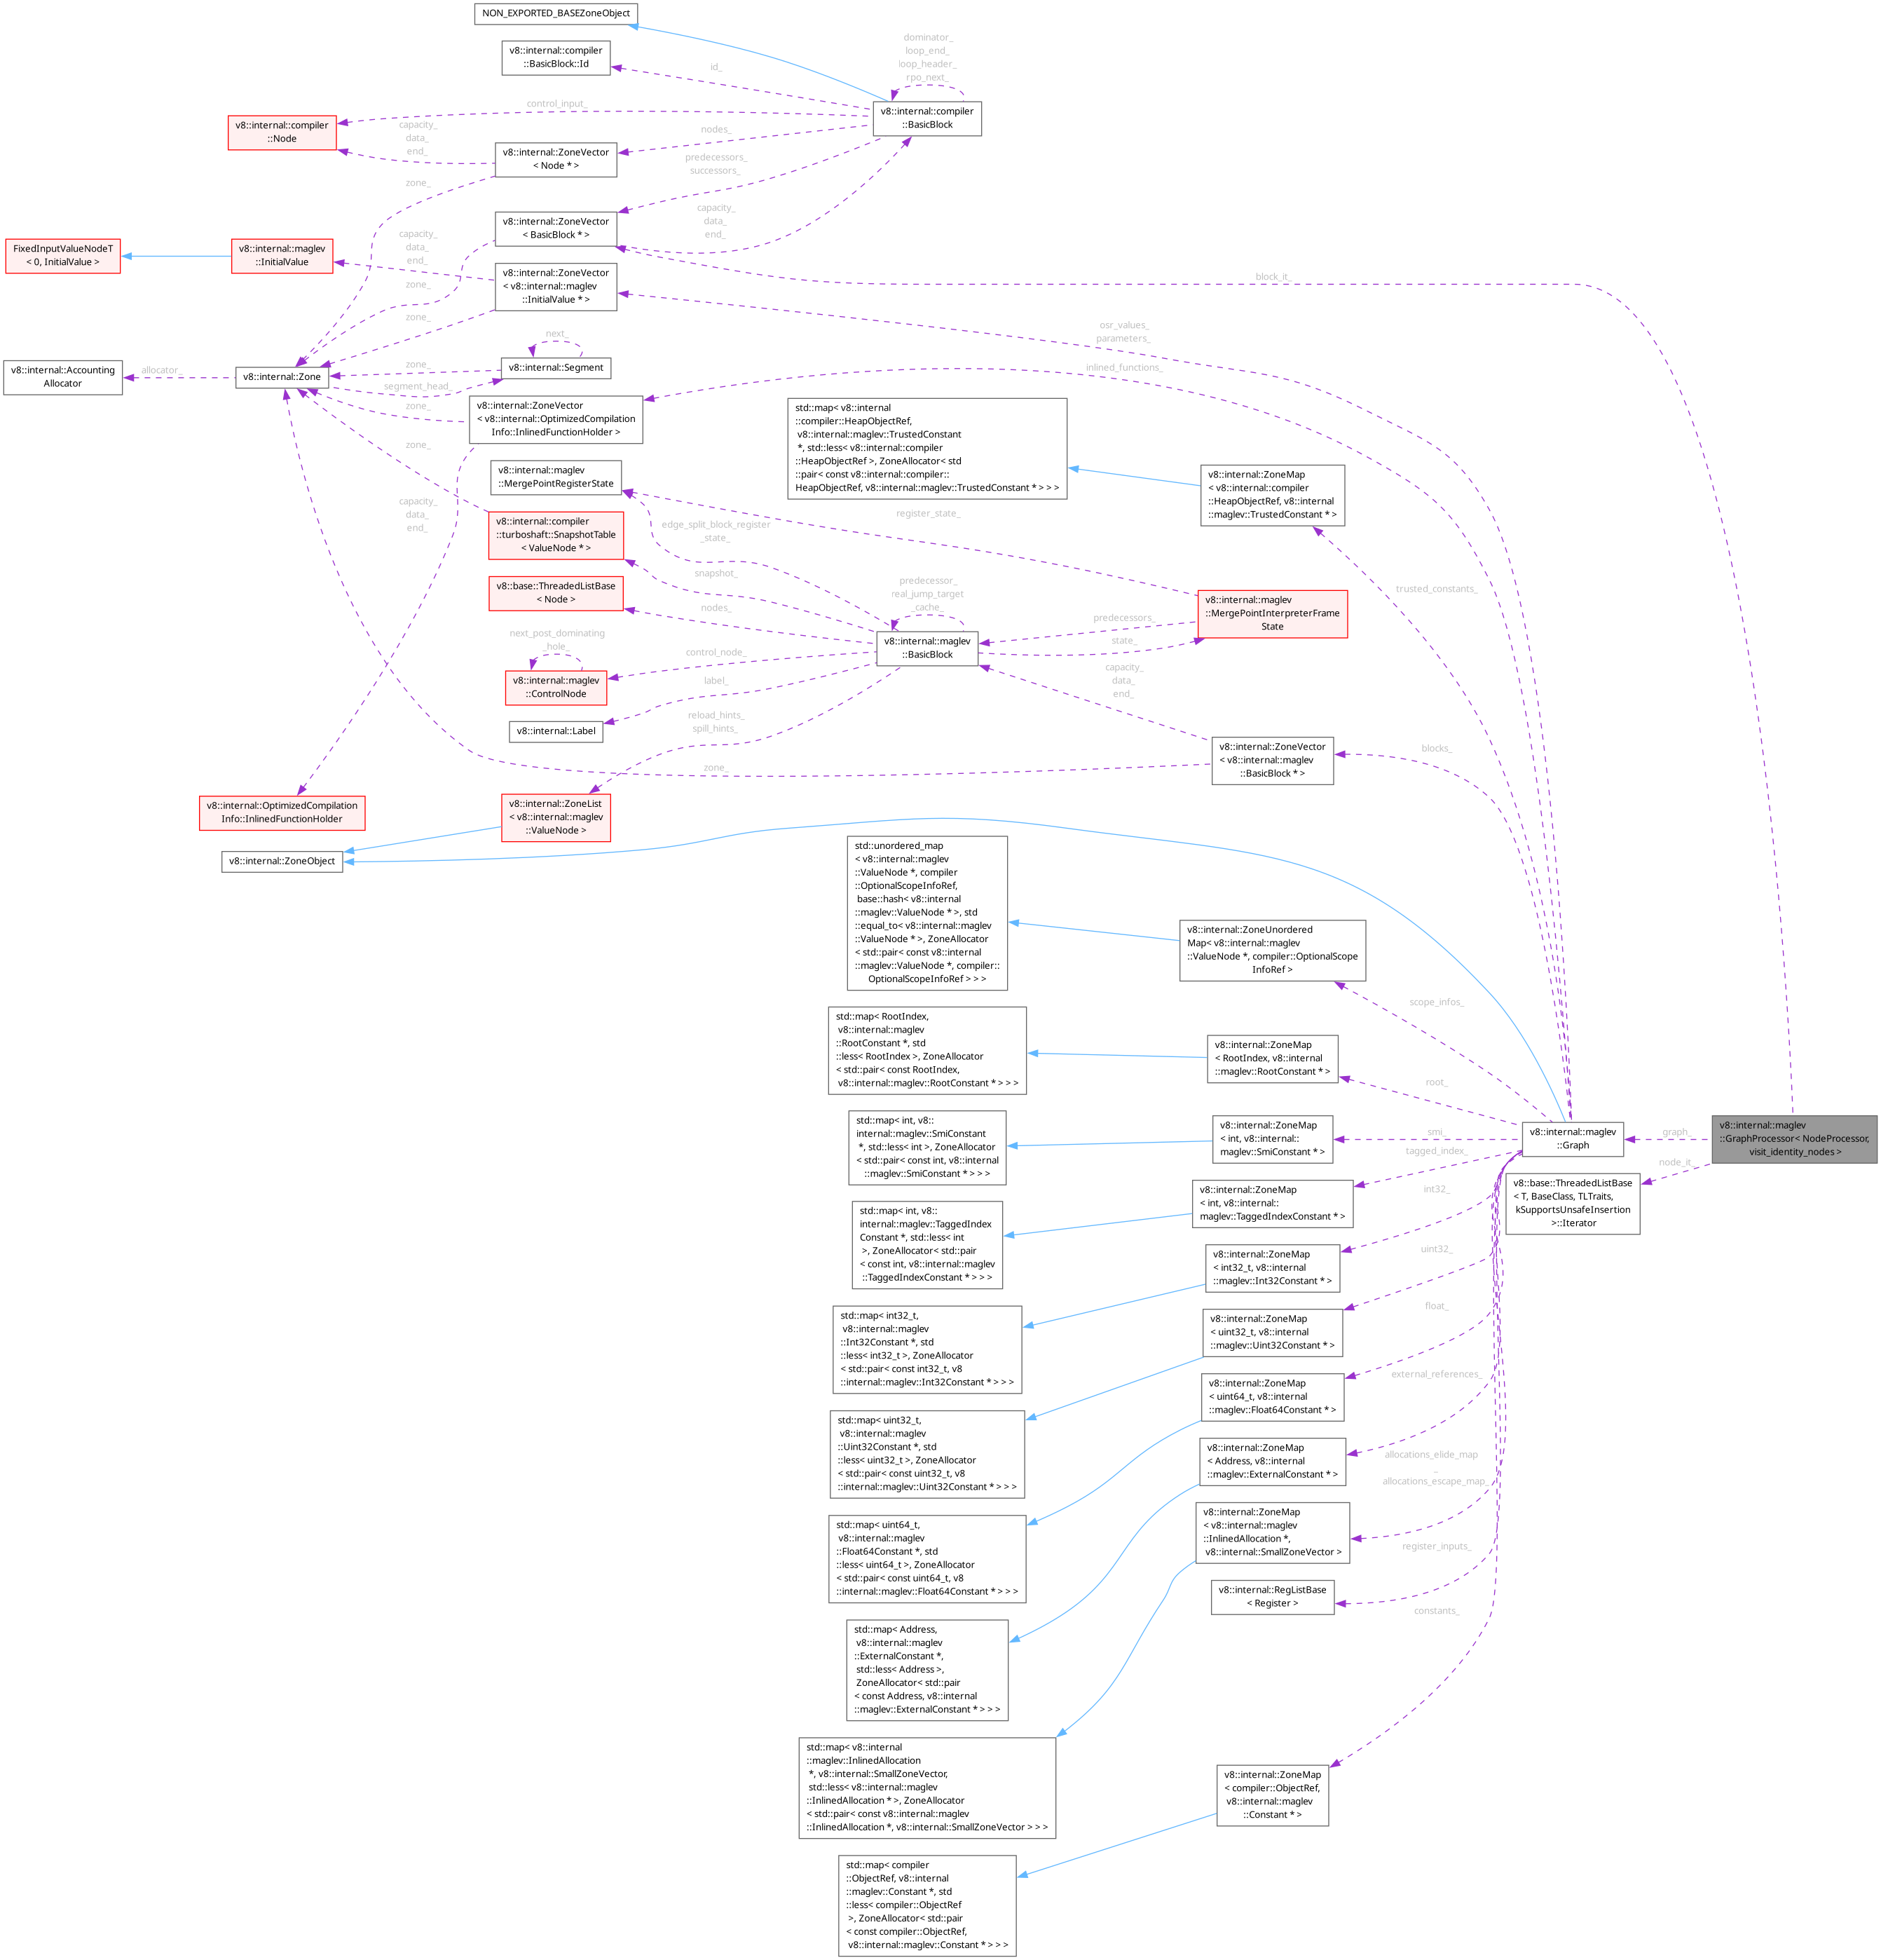 NON_EXPORTED_BASEZoneObject
v8::internal::compiler
::BasicBlock::Id
id_
dominator_
loop_end_
loop_header_
rpo_next_
v8::internal::compiler
::BasicBlock
control_input_
v8::internal::compiler
::Node
capacity_
data_
end_
nodes_
v8::internal::ZoneVector
< Node * >
predecessors_
successors_
zone_
v8::internal::ZoneVector
< BasicBlock * >
capacity_
data_
end_
FixedInputValueNodeT
< 0, InitialValue >
v8::internal::maglev
::InitialValue
capacity_
data_
end_
zone_
v8::internal::ZoneVector
< v8::internal::maglev
::InitialValue * >
block_it_
osr_values_
parameters_
zone_
next_
v8::internal::Segment
zone_
segment_head_
v8::internal::Accounting
Allocator
allocator_
v8::internal::Zone
inlined_functions_
zone_
v8::internal::ZoneVector
< v8::internal::OptimizedCompilation
Info::InlinedFunctionHolder >
zone_
std::map< v8::internal
::compiler::HeapObjectRef,
v8::internal::maglev::TrustedConstant
*, std::less< v8::internal::compiler
::HeapObjectRef >, ZoneAllocator< std
::pair< const v8::internal::compiler::
HeapObjectRef, v8::internal::maglev::TrustedConstant * > > >
v8::internal::ZoneMap
< v8::internal::compiler
::HeapObjectRef, v8::internal
::maglev::TrustedConstant * >
v8::internal::maglev
::MergePointRegisterState
capacity_
data_
end_
v8::internal::compiler
::turboshaft::SnapshotTable
< ValueNode * >
edge_split_block_register
_state_
register_state_
snapshot_
v8::base::ThreadedListBase
< Node >
nodes_
predecessor_
real_jump_target
_cache_
v8::internal::maglev
::BasicBlock
predecessors_
state_
v8::internal::maglev
::MergePointInterpreterFrame
State
trusted_constants_
next_post_dominating
_hole_
v8::internal::maglev
::ControlNode
control_node_
label_
v8::internal::Label
reload_hints_
spill_hints_
capacity_
data_
end_
zone_
v8::internal::ZoneVector
< v8::internal::maglev
::BasicBlock * >
blocks_
v8::internal::OptimizedCompilation
Info::InlinedFunctionHolder
v8::internal::ZoneList
< v8::internal::maglev
::ValueNode >
v8::internal::ZoneObject
std::unordered_map
< v8::internal::maglev
::ValueNode *, compiler
::OptionalScopeInfoRef,
base::hash< v8::internal
::maglev::ValueNode * >, std
::equal_to< v8::internal::maglev
::ValueNode * >, ZoneAllocator
< std::pair< const v8::internal
::maglev::ValueNode *, compiler::
OptionalScopeInfoRef > > >
v8::internal::ZoneUnordered
Map< v8::internal::maglev
::ValueNode *, compiler::OptionalScope
InfoRef >
scope_infos_
std::map< RootIndex,
v8::internal::maglev
::RootConstant *, std
::less< RootIndex >, ZoneAllocator
< std::pair< const RootIndex,
v8::internal::maglev::RootConstant * > > >
v8::internal::ZoneMap
< RootIndex, v8::internal
::maglev::RootConstant * >
root_
std::map< int, v8::
internal::maglev::SmiConstant
*, std::less< int >, ZoneAllocator
< std::pair< const int, v8::internal
::maglev::SmiConstant * > > >
v8::internal::ZoneMap
< int, v8::internal::
maglev::SmiConstant * >
smi_
tagged_index_
v8::internal::maglev
::Graph
graph_
v8::internal::maglev
::GraphProcessor< NodeProcessor,
visit_identity_nodes >
node_it_
v8::base::ThreadedListBase
< T, BaseClass, TLTraits,
kSupportsUnsafeInsertion
>::Iterator
std::map< int, v8::
internal::maglev::TaggedIndex
Constant *, std::less< int
>, ZoneAllocator< std::pair
< const int, v8::internal::maglev
::TaggedIndexConstant * > > >
v8::internal::ZoneMap
< int, v8::internal::
maglev::TaggedIndexConstant * >
int32_
v8::internal::ZoneMap
< int32_t, v8::internal
::maglev::Int32Constant * >
uint32_
std::map< int32_t,
v8::internal::maglev
::Int32Constant *, std
::less< int32_t >, ZoneAllocator
< std::pair< const int32_t, v8
::internal::maglev::Int32Constant * > > >
v8::internal::ZoneMap
< uint32_t, v8::internal
::maglev::Uint32Constant * >
float_
std::map< uint32_t,
v8::internal::maglev
::Uint32Constant *, std
::less< uint32_t >, ZoneAllocator
< std::pair< const uint32_t, v8
::internal::maglev::Uint32Constant * > > >
v8::internal::ZoneMap
< uint64_t, v8::internal
::maglev::Float64Constant * >
external_references_
std::map< uint64_t,
v8::internal::maglev
::Float64Constant *, std
::less< uint64_t >, ZoneAllocator
< std::pair< const uint64_t, v8
::internal::maglev::Float64Constant * > > >
v8::internal::ZoneMap
< Address, v8::internal
::maglev::ExternalConstant * >
allocations_elide_map
_
allocations_escape_map_
v8::internal::ZoneMap
< v8::internal::maglev
::InlinedAllocation *,
v8::internal::SmallZoneVector >
register_inputs_
v8::internal::RegListBase
< Register >
constants_
std::map< Address,
v8::internal::maglev
::ExternalConstant *,
std::less< Address >,
ZoneAllocator< std::pair
< const Address, v8::internal
::maglev::ExternalConstant * > > >
std::map< v8::internal
::maglev::InlinedAllocation
*, v8::internal::SmallZoneVector,
std::less< v8::internal::maglev
::InlinedAllocation * >, ZoneAllocator
< std::pair< const v8::internal::maglev
::InlinedAllocation *, v8::internal::SmallZoneVector > > >
v8::internal::ZoneMap
< compiler::ObjectRef,
v8::internal::maglev
::Constant * >
std::map< compiler
::ObjectRef, v8::internal
::maglev::Constant *, std
::less< compiler::ObjectRef
>, ZoneAllocator< std::pair
< const compiler::ObjectRef,
v8::internal::maglev::Constant * > > >